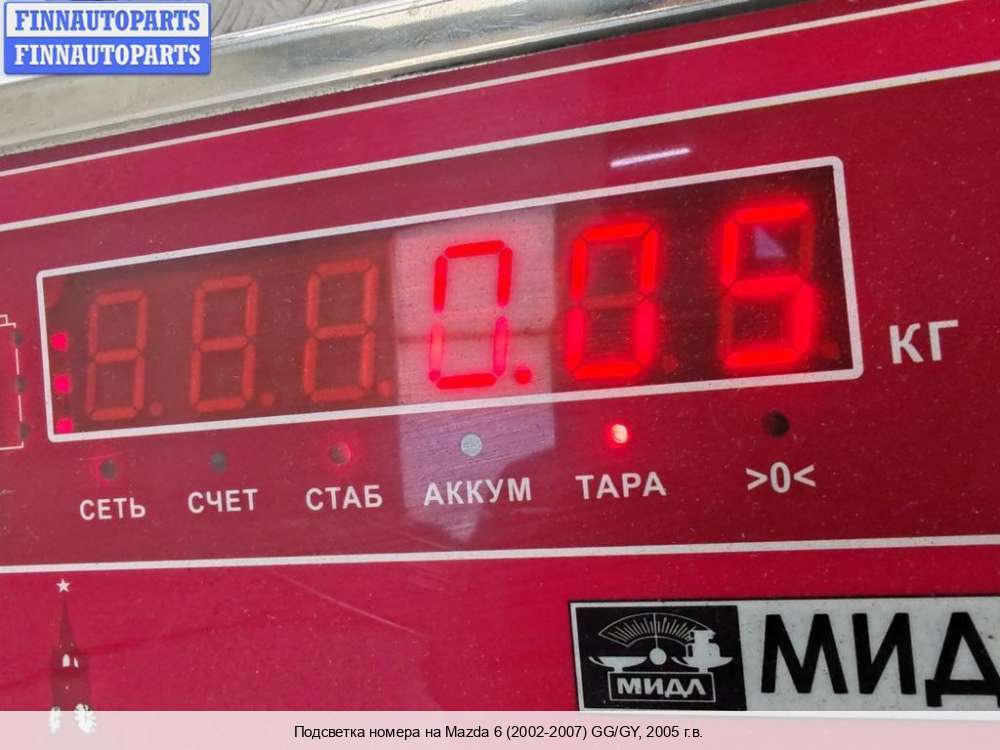 FINNAUTOPARTS
FINNAUTOPARTS
0.05
КГ
СЕТЬ СЧЕТ СТАБ АККУМ ТАРА >0<
МИДЛ
МИД
Подсветка номера на Mazda 6 (2002-2007) GG/GY, 2005 г.в.